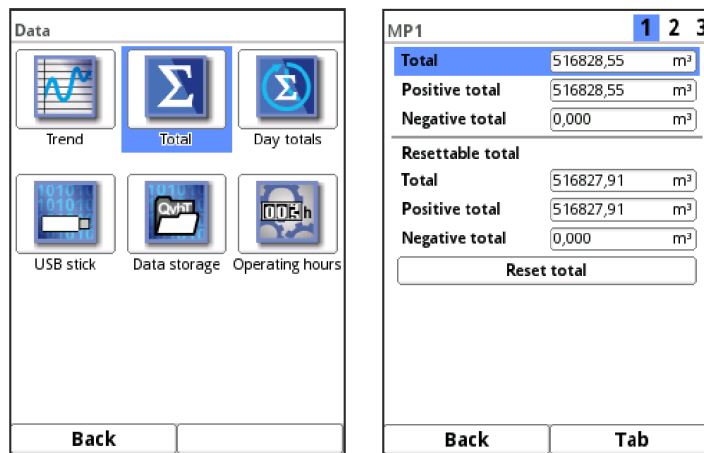 Data
Trend
Total
Day totals
USB stick
Data storage
Operating hours
Back
MP1
1 2 3
Total 516828,55 m³
Positive total 516828,55 m³
Negative total 0,000 m³
Resettable total
Total 516827,91 m³
Positive total 516827,91 m³
Negative total 0,000 m³
Reset total
Back Tab